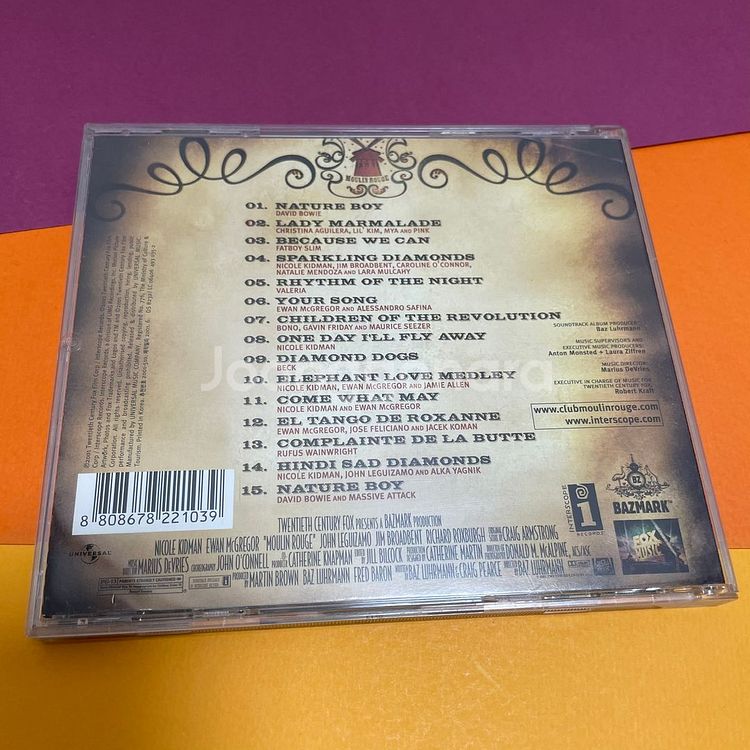 MOULIN ROUGE
01. NATURE BOY
DAVID BOWIE
02. LADY MARMALADE
CHRISTINA AGUILERA, LIL' KIM, MYA AND PINK
03. BECAUSE WE CAN
FATBOY SLIM
04. SPARKLING DIAMONDS
NICOLE KIDMAN, JIM BROADBENT, CAROLINE O'CONNOR,
NATALIE MENDOZA AND LARA MULCAHY
05. RHYTHM OF THE NIGHT
VALERIA
06. YOUR SONG
EWAN McGREGOR AND ALESSANDRO SAFINA
07. CHILDREN OF THE REVOLUTION
BONO, GAVIN FRIDAY AND MAURICE SEEZER
08. ONE DAY I'LL FLY AWAY
NICOLE KIDMAN
09. DIAMOND DOGS
BECK
10. ELEPHANT LOVE MEDLEY
NICOLE KIDMAN, EWAN McGREGOR AND JAMIE ALLEN
11. COME WHAT MAY
NICOLE KIDMAN AND EWAN McGREGOR
12. EL TANGO DE ROXANNE
EWAN McGREGOR, JOSE FELICIANO AND JACEK KOMAN
13. COMPLAINTE DE LA BUTTE
RUFUS WAINWRIGHT
14. HINDI SAD DIAMONDS
NICOLE KIDMAN, JOHN LEGUIZAMO AND ALKA YAGNIK
15. NATURE BOY
DAVID BOWIE AND MASSIVE ATTACK
SOUNDTRACK ALBUM PRODUCER:
Baz Luhrmann
MUSIC SUPERVISORS AND
EXECUTIVE MUSIC PRODUCERS:
Anton Monsted + Laura Ziffren
MUSIC DIRECTOR:
Marius DeVries
EXECUTIVE IN CHARGE OF MUSIC FOR
TWENTIETH CENTURY FOX:
Robert Kraft
www.clubmoulinrouge.com
www.interscope.com
8 808678 221039
UNIVERSAL
INTERSCOPE
RECORDS
BZ
BAZMARK
FOX
MUSIC
TWENTIETH CENTURY FOX PRESENTS A BAZMARK PRODUCTION
NICOLE KIDMAN EWAN McGREGOR "MOULIN ROUGE" JOHN LEGUIZAMO JIM BROADBENT RICHARD ROXBURGH CRAIG ARMSTRONG
MARIUS DeVRIES JOHN O'CONNELL CATHERINE KNAPMAN JILL BILCOCK CATHERINE MARTIN DONALD M. McALPINE, ACS/ASC
MARTIN BROWN BAZ LUHRMANN FRED BARON BAZ LUHRMANN & CRAIG PEARCE BAZ LUHRMANN